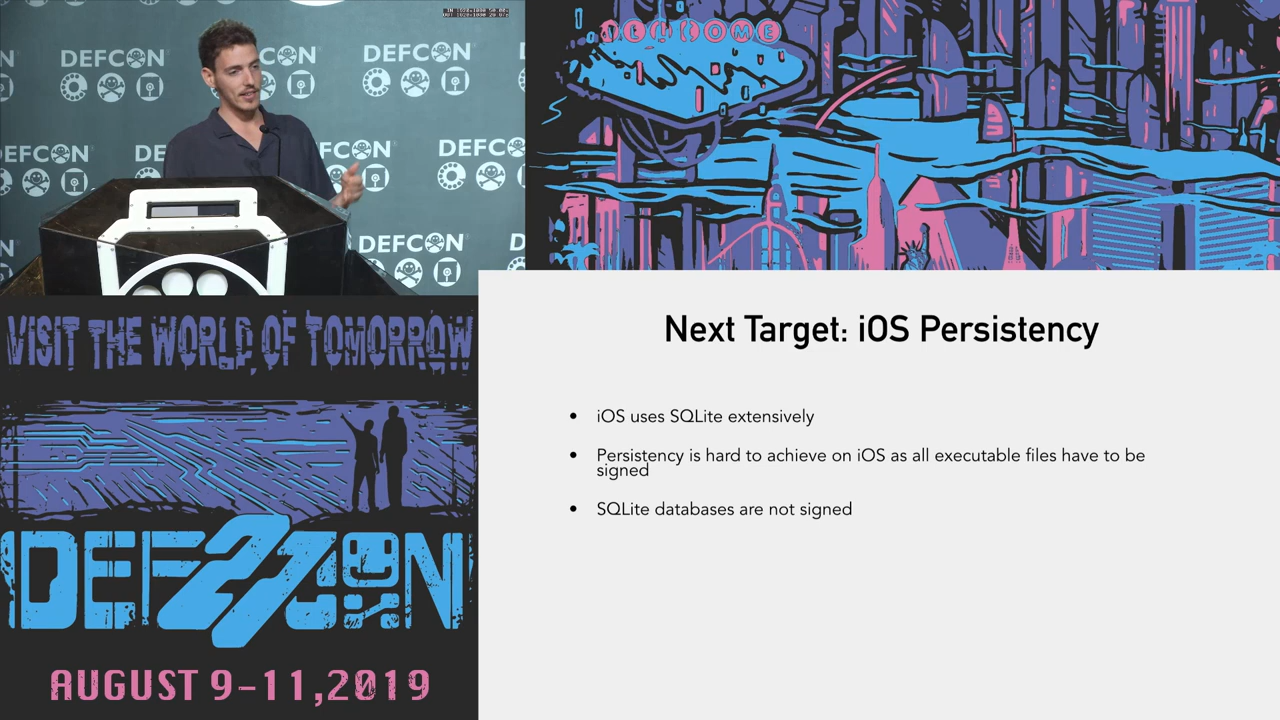 DEFCON
DEFCON
DEFCON
DEFCON
DEFCON
DEFCON
WELCOME
VISIT THE WORLD OF TOMORROW
DEF27CON
AUGUST 9-11,2019
Next Target: iOS Persistency
• iOS uses SQLite extensively
• Persistency is hard to achieve on iOS as all executable files have to be
signed
• SQLite databases are not signed